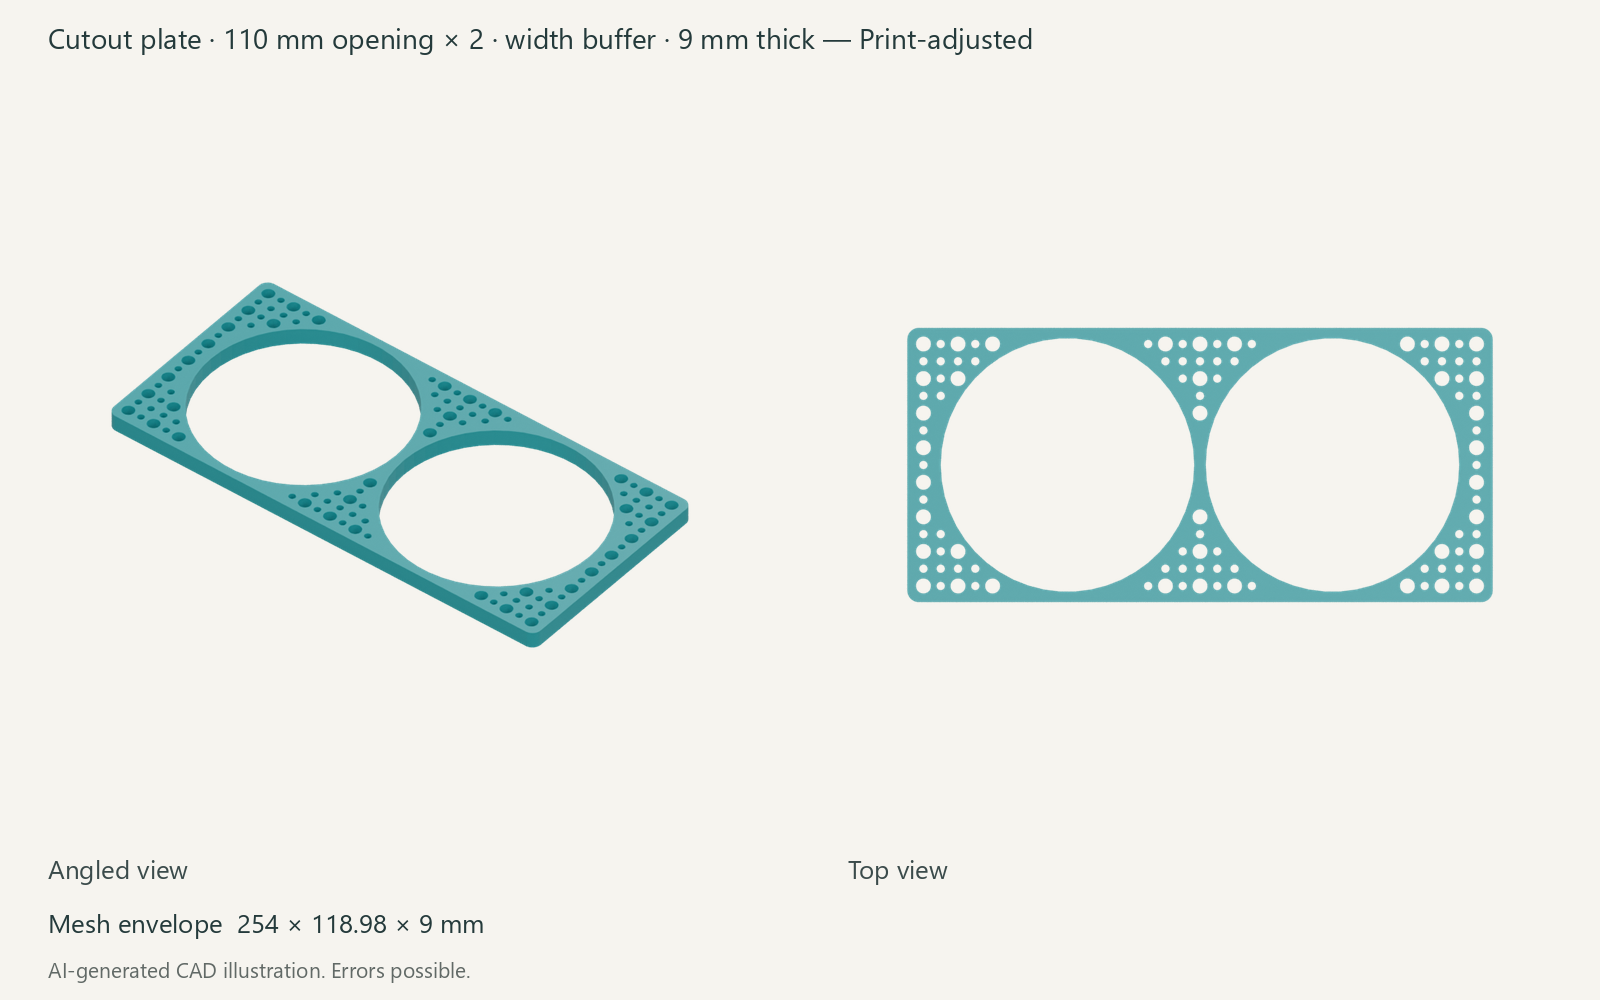 Cutout plate · 110 mm opening × 2 · width buffer · 9 mm thick — Print-adjusted
Angled view
Top view
Mesh envelope  254 × 118.98 × 9 mm
AI-generated CAD illustration. Errors possible.